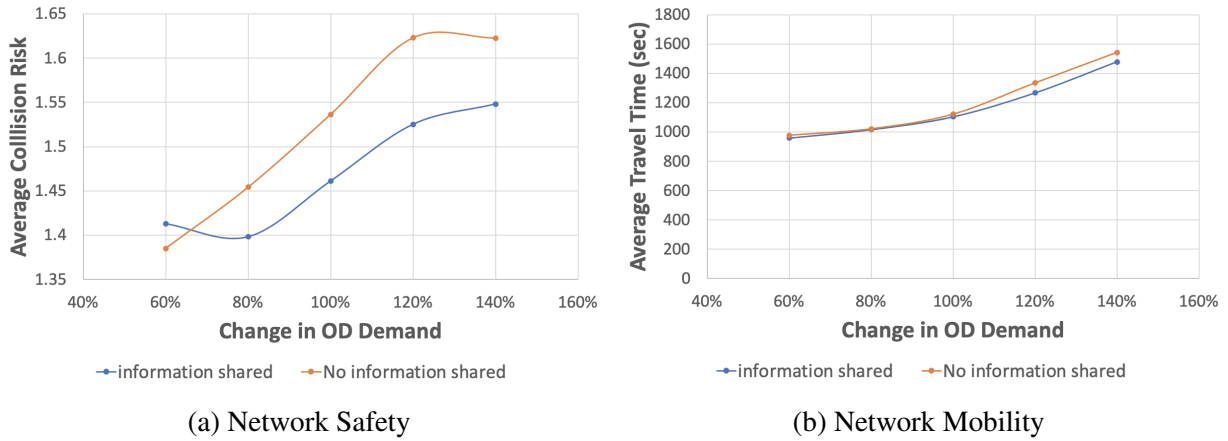 1.65
1.6
1.55
1.5
1.45
1.4
1.35
Average Colllision Risk
40% 60% 80% 100% 120% 140% 160%
Change in OD Demand
information shared No information shared
(a) Network Safety
1800
1600
1400
1200
1000
800
600
400
200
0
Average Travel Time (sec)
40% 60% 80% 100% 120% 140% 160%
Change in OD Demand
information shared No information shared
(b) Network Mobility